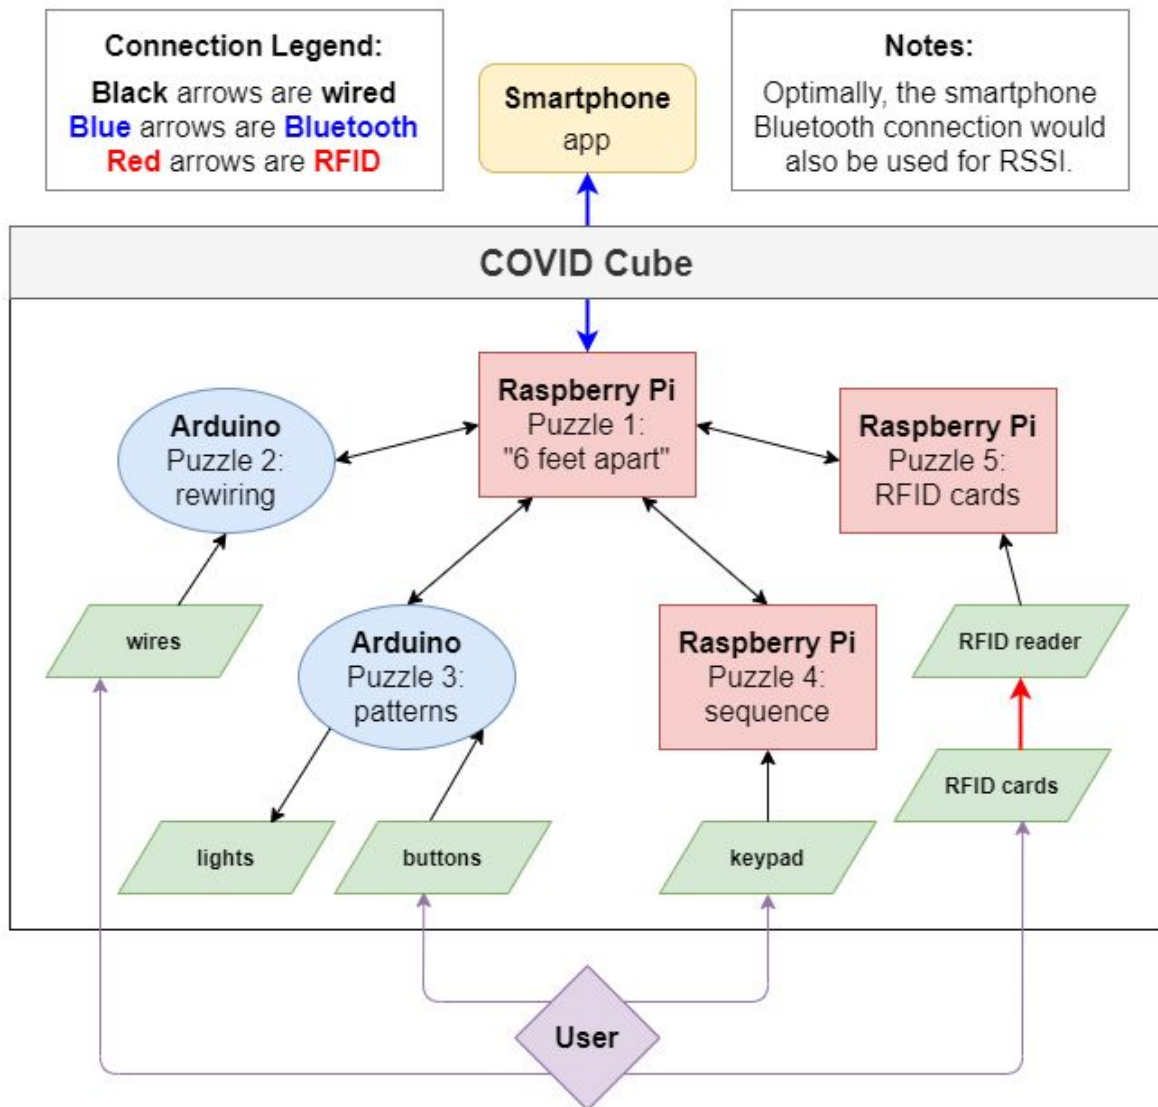 Connection Legend:
Black arrows are wired
Blue arrows are Bluetooth
Red arrows are RFID
Smartphone
app
Notes:
Optimally, the smartphone
Bluetooth connection would
also be used for RSSI.
COVID Cube
Arduino
Puzzle 2:
rewiring
Raspberry Pi
Puzzle 1:
"6 feet apart"
Raspberry Pi
Puzzle 5:
RFID cards
wires
Arduino
Puzzle 3:
patterns
Raspberry Pi
Puzzle 4:
sequence
RFID reader
RFID cards
lights
buttons
keypad
User